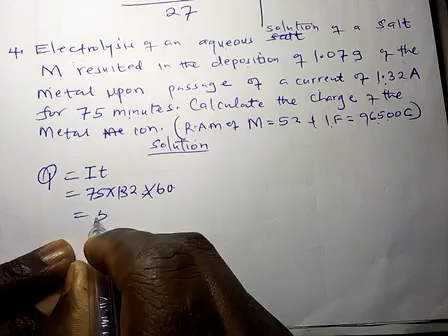 27
4. Electrolysis of an aqueous solution of a salt
M resulted in the deposition of 1.07g of the
Metal upon passage of a current of 1.32A
for 75 minutes. Calculate the charge of the
Metal ion. (R.A.M of M = 52 + 1F = 96500C)
Solution
Q = It
= 75×132×60
= 5